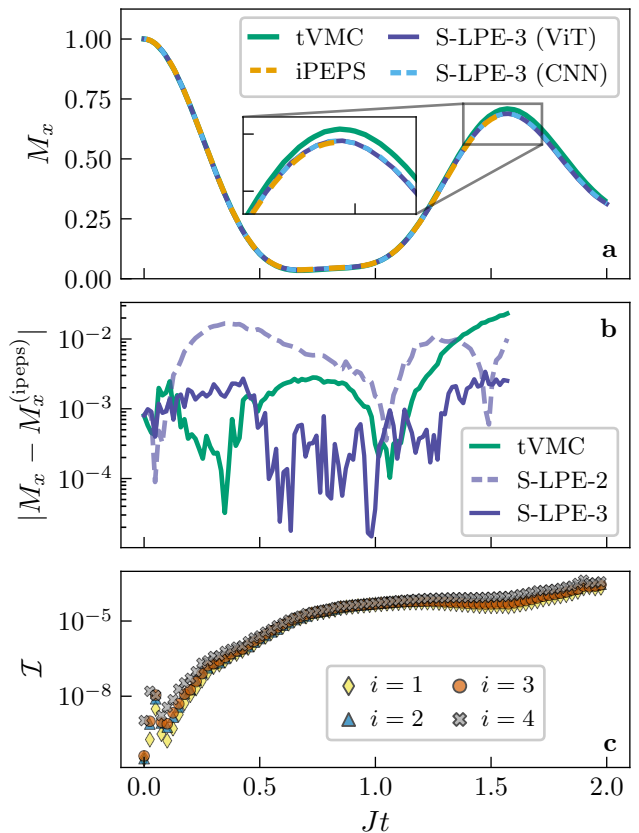 1.00
0.75
0.50
0.25
0.00
M_x
tVMC
iPEPS
S-LPE-3 (ViT)
S-LPE-3 (CNN)
a
10^{-2}
10^{-3}
10^{-4}
|M_x − M_x^{(ipeps)}|
b
tVMC
S-LPE-2
S-LPE-3
10^{-5}
10^{-8}
ℐ
i = 1
i = 2
i = 3
i = 4
c
0.0 0.5 1.0 1.5 2.0
Jt